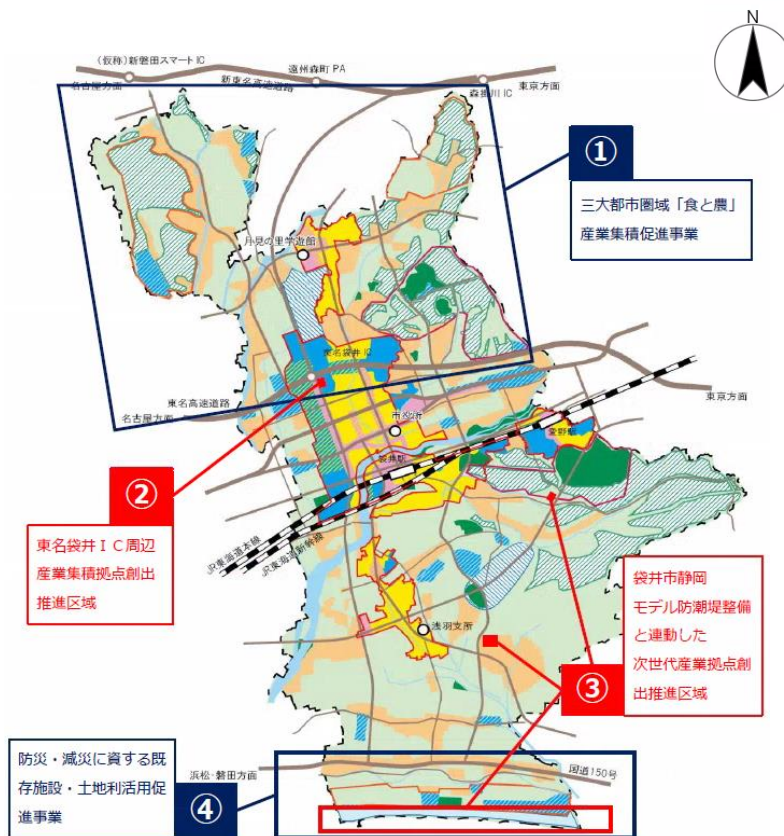 N
（仮称）新磐田スマートIC
遠州森町PA
名古屋方面
新東名高速道路
森掛川IC
東京方面
①
三大都市圏域「食と農」
産業集積促進事業
月見の里学遊館
東名袋井IC
東名高速道路
名古屋方面
東京方面
市役所
愛野駅
袋井駅
②
東名袋井ＩＣ周辺
産業集積拠点創出
推進区域
JR東海道本線
JR東海道新幹線
袋井市静岡
モデル防潮堤整備
と連動した
次世代産業拠点創
出推進区域
浅羽支所
③
防災・減災に資する既
存施設・土地利活用促
進事業
④
浜松・磐田方面
国道150号